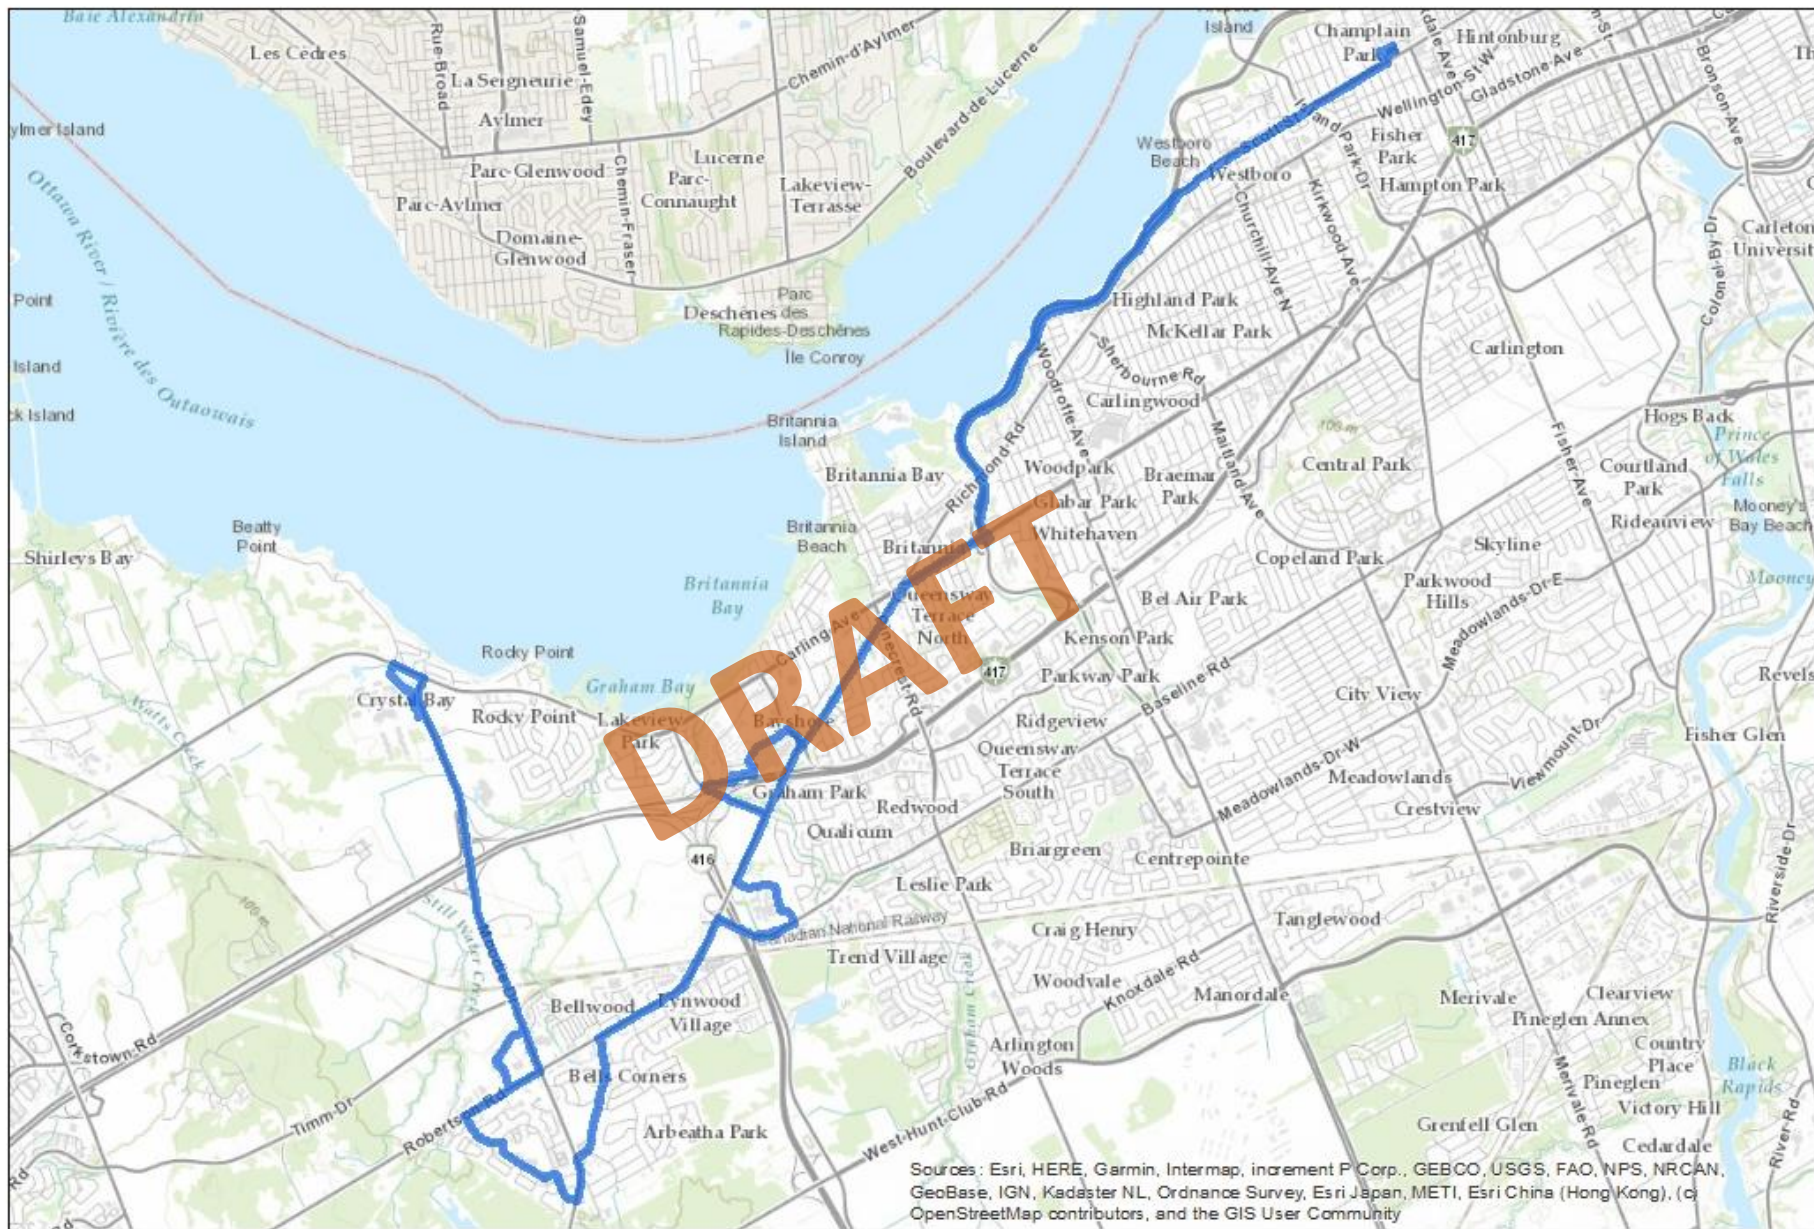 Baie Alexandria
Les Cèdres
Rue-Broad
Samuel-Edey
La Seigneurie
Aylmer
Chemin-d'Aylmer
Boulevard-de-Lucerne
Parc-Glenwood
Chemin-Fraser
Lucerne
Parc-
Connaught
Lakeview-
Terrasse
Parc-Aylmer
Domaine-
Glenwood
Deschênes
Parc
des
Rapides-Deschênes
Île Conroy
Ottawa River / Rivière des Outaouais
Point
Island
Island
Champlain
Park
Hintonburg
Wellington-St-W
Gladstone-Ave
Bronson-Ave
Island-Park-Dr
Scott-St
Fisher
Park
417
Westboro
Beach
Westboro
Hampton Park
Kirkwood-Ave
Churchill-Ave N
Colonel-By-Dr
Carleton
Highland Park
McKellar Park
Carlington
Sherbourne-Rd
Woodroffe-Ave
Carlingwood
Maitland-Ave
Fisher-Ave
Hogs Back
Prince
of Wales
Falls
Britannia
Island
Britannia Bay
Richmond-Rd
Woodpark
Braemar
Park
Central Park
Courtland
Park
Glabar Park
Whitehaven
Mooney's
Bay Beach
Rideauview
Skyline
Britannia
Beach
Britannia
Copeland Park
Parkwood
Hills
Meadowlands-Dr-E
Mooney
Shirleys Bay
Beatty
Point
Britannia
Bay
Queensway
Terrace
North
Bel Air Park
Kenson Park
Carling-Ave
Pinecrest-Rd
417
Parkway Park
Baseline-Rd
City View
Rocky Point
Graham Bay
Crystal Bay
Rocky Point
Lakeview
Park
Bayshore
Ridgeview
Queensway
Terrace
South
Fisher Glen
Viewmount-Dr
Meadowlands-Dr-W
Meadowlands
Crestview
Watts Creek
Graham Park
Redwood
Qualicum
Briargreen
Centrepointe
416
Leslie Park
Riverside-Dr
Still Water Creek
Moodie-Dr
Canadian National Railway
Craig Henry
Tanglewood
Trend Village
Woodvale
Knoxdale-Rd
Manordale
Merivale
Clearview
Pineglen Annex
Bellwood
Lynwood
Village
Graham Creek
Arlington
Woods
Country
Place
Black
Rapids
Corkstown-Rd
Bells Corners
Pineglen
Victory Hill
Merivale-Rd
River-Rd
Timm-Dr
Robertson-Rd
Arbeatha Park
West-Hunt-Club-Rd
Grenfell Glen
Cedardale
DRAFT
Sources: Esri, HERE, Garmin, Intermap, increment P Corp., GEBCO, USGS, FAO, NPS, NRCAN,
GeoBase, IGN, Kadaster NL, Ordnance Survey, Esri Japan, METI, Esri China (Hong Kong), (c)
OpenStreetMap contributors, and the GIS User Community